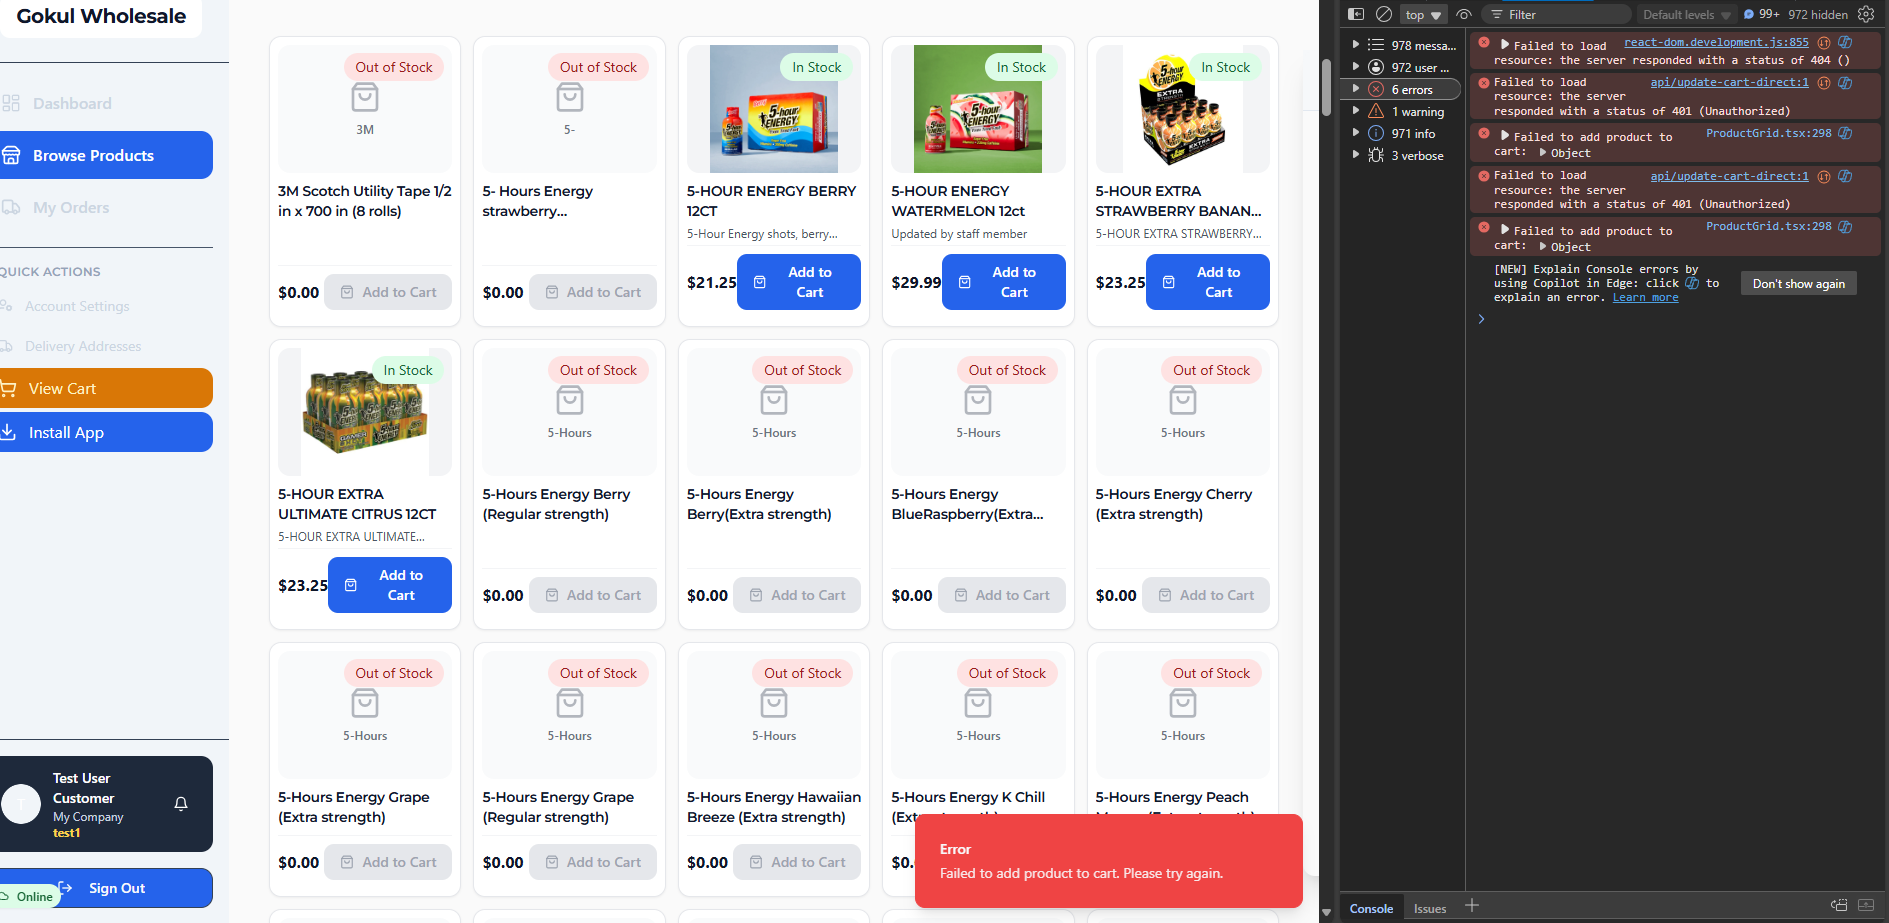 Gokul Wholesale
Dashboard
Browse Products
My Orders
QUICK ACTIONS
Account Settings
Delivery Addresses
View Cart
Install App
T
Test User
Customer
My Company
test1
Sign Out
Online
Out of Stock
3M
3M Scotch Utility Tape 1/2
in x 700 in (8 rolls)
$0.00
Add to Cart
Out of Stock
5-
5- Hours Energy
strawberry...
$0.00
Add to Cart
In Stock
5-hour
ENERGY
5-HOUR ENERGY BERRY
12CT
5-Hour Energy shots, berry...
$21.25
Add to
Cart
In Stock
5-hour
ENERGY
5-HOUR ENERGY
WATERMELON 12ct
Updated by staff member
$29.99
Add to
Cart
In Stock
5-hour
ENERGY
EXTRA
5-HOUR EXTRA
STRAWBERRY BANAN...
5-HOUR EXTRA STRAWBERRY...
$23.25
Add to
Cart
In Stock
5-HOUR EXTRA
ULTIMATE CITRUS 12CT
5-HOUR EXTRA ULTIMATE...
$23.25
Add to
Cart
Out of Stock
5-Hours
5-Hours Energy Berry
(Regular strength)
$0.00
Add to Cart
Out of Stock
5-Hours
5-Hours Energy
Berry(Extra strength)
$0.00
Add to Cart
Out of Stock
5-Hours
5-Hours Energy
BlueRaspberry(Extra...
$0.00
Add to Cart
Out of Stock
5-Hours
5-Hours Energy Cherry
(Extra strength)
$0.00
Add to Cart
Out of Stock
5-Hours
5-Hours Energy Grape
(Extra strength)
$0.00
Add to Cart
Out of Stock
5-Hours
5-Hours Energy Grape
(Regular strength)
$0.00
Add to Cart
Out of Stock
5-Hours
5-Hours Energy Hawaiian
Breeze (Extra strength)
$0.00
Add to Cart
Out of Stock
5-Hours
5-Hours Energy K Chill
$0.
Out of Stock
5-Hours
5-Hours Energy Peach
Error
Failed to add product to cart. Please try again.
top
Filter
Default levels
99+
972 hidden
978 messa...
972 user ...
6 errors
1 warning
971 info
3 verbose
Failed to load react-dom.development.js:855
resource: the server responded with a status of 404 ()
Failed to load api/update-cart-direct:1
resource: the server
responded with a status of 401 (Unauthorized)
Failed to add product to ProductGrid.tsx:298
cart: Object
Failed to load api/update-cart-direct:1
resource: the server
responded with a status of 401 (Unauthorized)
Failed to add product to ProductGrid.tsx:298
cart: Object
[NEW] Explain Console errors by
using Copilot in Edge: click to
explain an error. Learn more
Don't show again
Console
Issues